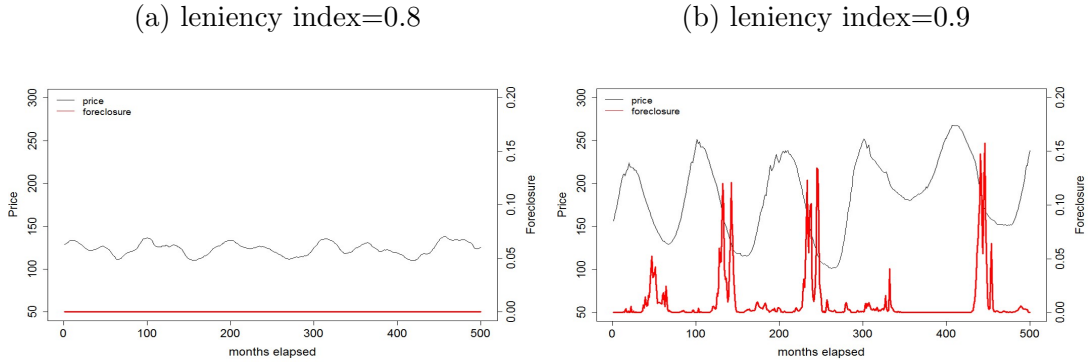 (a) leniency index=0.8
(b) leniency index=0.9
price
foreclosure
Price
50 100 150 200 250 300
Foreclosure
0.00 0.05 0.10 0.15 0.20
0 100 200 300 400 500
months elapsed
price
foreclosure
Price
50 100 150 200 250 300
Foreclosure
0.00 0.05 0.10 0.15 0.20
0 100 200 300 400 500
months elapsed